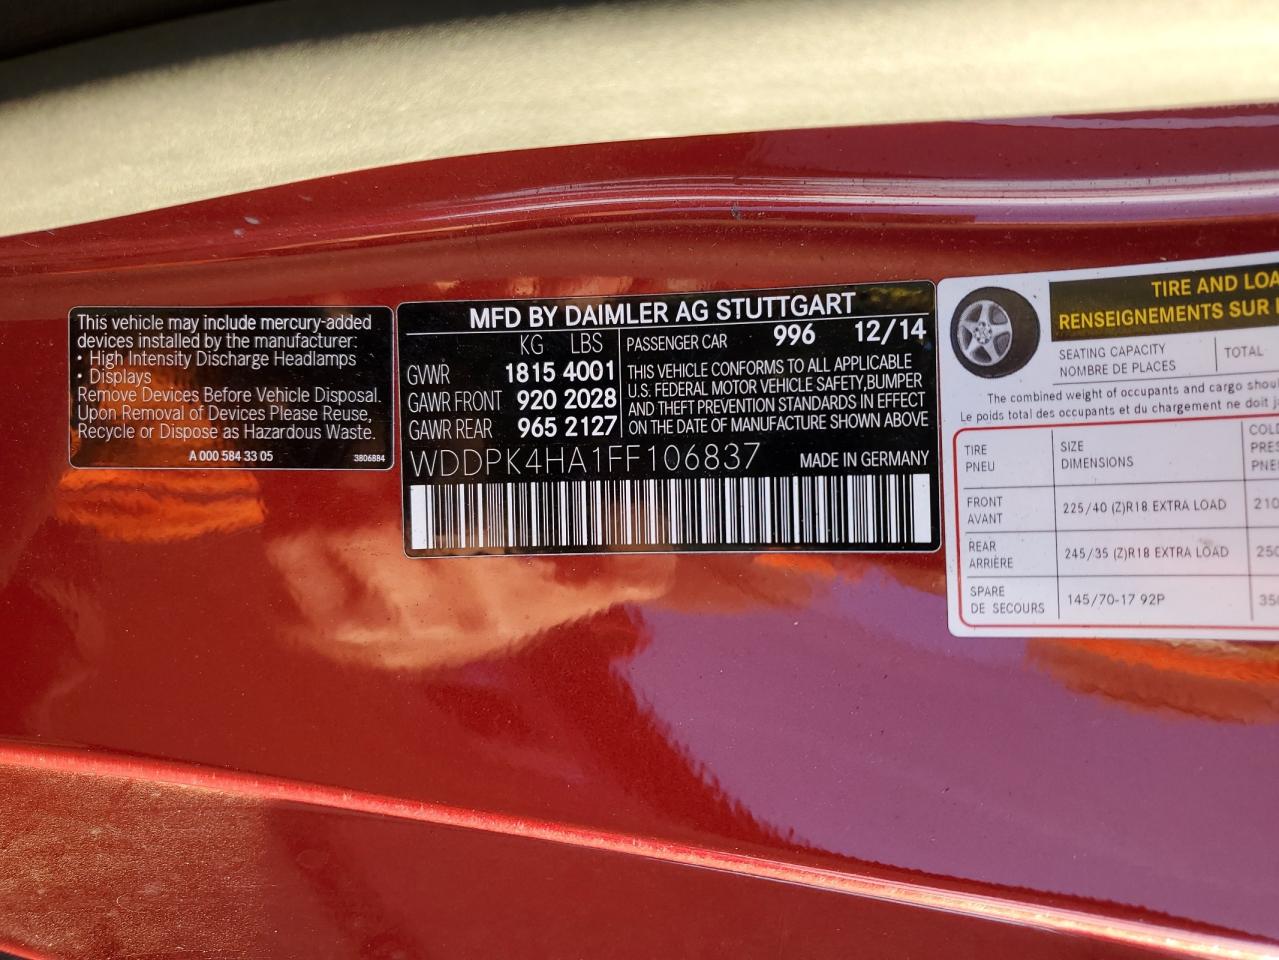 This vehicle may include mercury-added
devices installed by the manufacturer:
• High Intensity Discharge Headlamps
• Displays
Remove Devices Before Vehicle Disposal.
Upon Removal of Devices Please Reuse,
Recycle or Dispose as Hazardous Waste.
A 000 584 33 05 3806884
MFD BY DAIMLER AG STUTTGART
KG LBS
GVWR 1815 4001
GAWR FRONT 920 2028
GAWR REAR 965 2127
PASSENGER CAR 996 12/14
THIS VEHICLE CONFORMS TO ALL APPLICABLE
U.S. FEDERAL MOTOR VEHICLE SAFETY,BUMPER
AND THEFT PREVENTION STANDARDS IN EFFECT
ON THE DATE OF MANUFACTURE SHOWN ABOVE
WDDPK4HA1FF106837 MADE IN GERMANY
TIRE AND LOA
RENSEIGNEMENTS SUR
SEATING CAPACITY TOTAL
NOMBRE DE PLACES
The combined weight of occupants and cargo shou
Le poids total des occupants et du chargement ne doit
TIRE SIZE COLD
PNEU DIMENSIONS PRES
PNE
FRONT 225/40 (Z)R18 EXTRA LOAD 210
AVANT
REAR 245/35 (Z)R18 EXTRA LOAD 250
ARRIÈRE
SPARE 145/70-17 92P 350
DE SECOURS